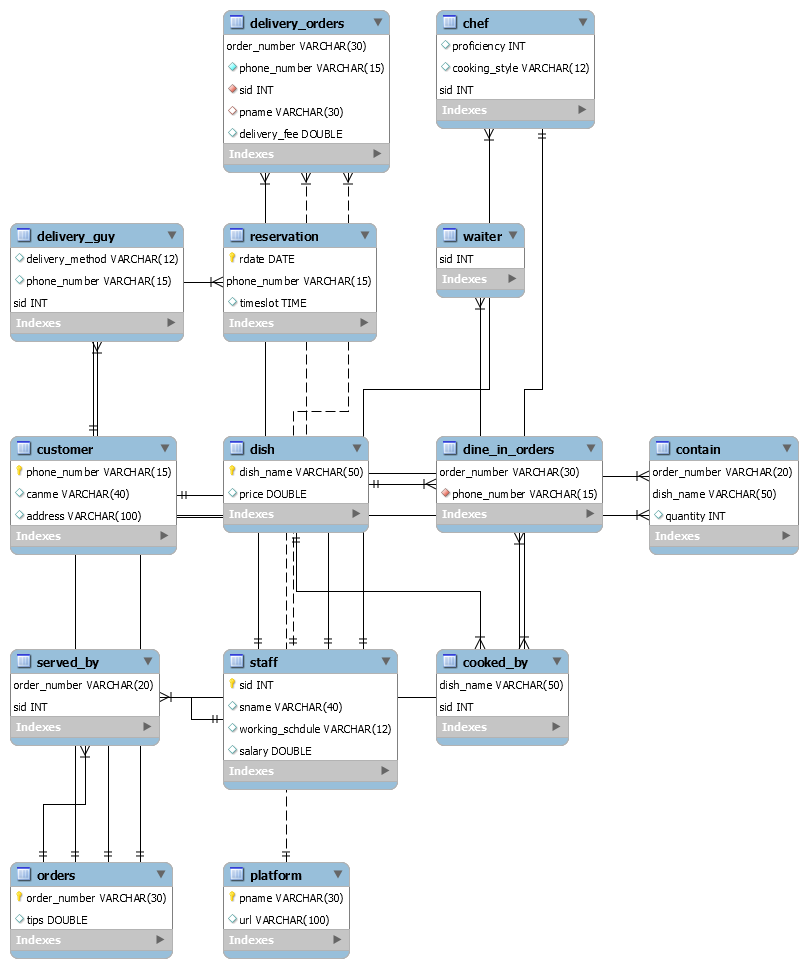 delivery_orders
order_number VARCHAR(30)
phone_number VARCHAR(15)
sid INT
pname VARCHAR(30)
delivery_fee DOUBLE
Indexes
chef
proficiency INT
cooking_style VARCHAR(12)
sid INT
Indexes
delivery_guy
delivery_method VARCHAR(12)
phone_number VARCHAR(15)
sid INT
Indexes
reservation
rdate DATE
phone_number VARCHAR(15)
timeslot TIME
Indexes
waiter
sid INT
Indexes
customer
phone_number VARCHAR(15)
canme VARCHAR(40)
address VARCHAR(100)
Indexes
dish
dish_name VARCHAR(50)
price DOUBLE
Indexes
dine_in_orders
order_number VARCHAR(30)
phone_number VARCHAR(15)
Indexes
contain
order_number VARCHAR(20)
dish_name VARCHAR(50)
quantity INT
Indexes
served_by
order_number VARCHAR(20)
sid INT
Indexes
staff
sid INT
sname VARCHAR(40)
working_schdule VARCHAR(12)
salary DOUBLE
Indexes
cooked_by
dish_name VARCHAR(50)
sid INT
Indexes
orders
order_number VARCHAR(30)
tips DOUBLE
Indexes
platform
pname VARCHAR(30)
url VARCHAR(100)
Indexes